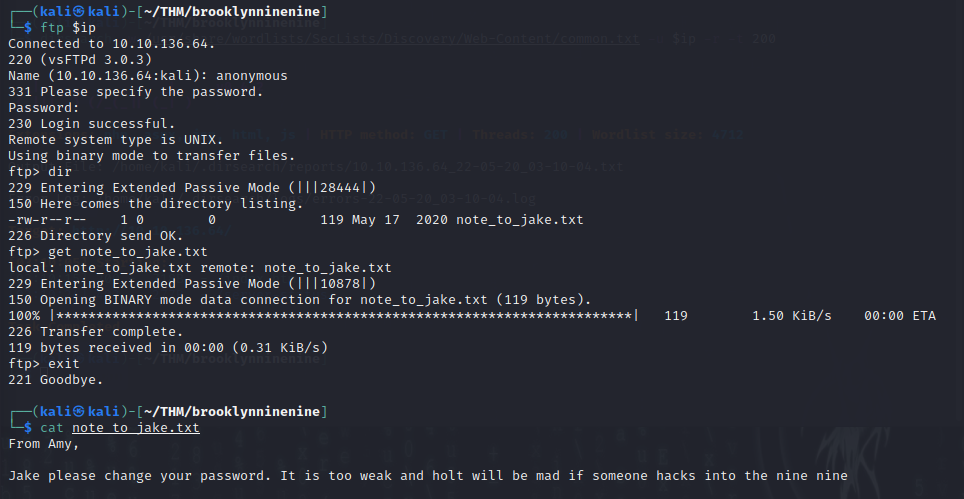 ┌──(kali㉿kali)-[~/THM/brooklynninenine]
└─$ ftp $ip
Connected to 10.10.136.64.
220 (vsFTPd 3.0.3)
Name (10.10.136.64:kali): anonymous
331 Please specify the password.
Password:
230 Login successful.
Remote system type is UNIX.
Using binary mode to transfer files.
ftp> dir
229 Entering Extended Passive Mode (|||28444|)
150 Here comes the directory listing.
-rw-r--r--    1 0        0             119 May 17  2020 note_to_jake.txt
226 Directory send OK.
ftp> get note_to_jake.txt
local: note_to_jake.txt remote: note_to_jake.txt
229 Entering Extended Passive Mode (|||10878|)
150 Opening BINARY mode data connection for note_to_jake.txt (119 bytes).
100% |************************************************************************|   119        1.50 KiB/s    00:00 ETA
226 Transfer complete.
119 bytes received in 00:00 (0.31 KiB/s)
ftp> exit
221 Goodbye.
┌──(kali㉿kali)-[~/THM/brooklynninenine]
└─$ cat note_to_jake.txt
From Amy,
Jake please change your password. It is too weak and holt will be mad if someone hacks into the nine nine